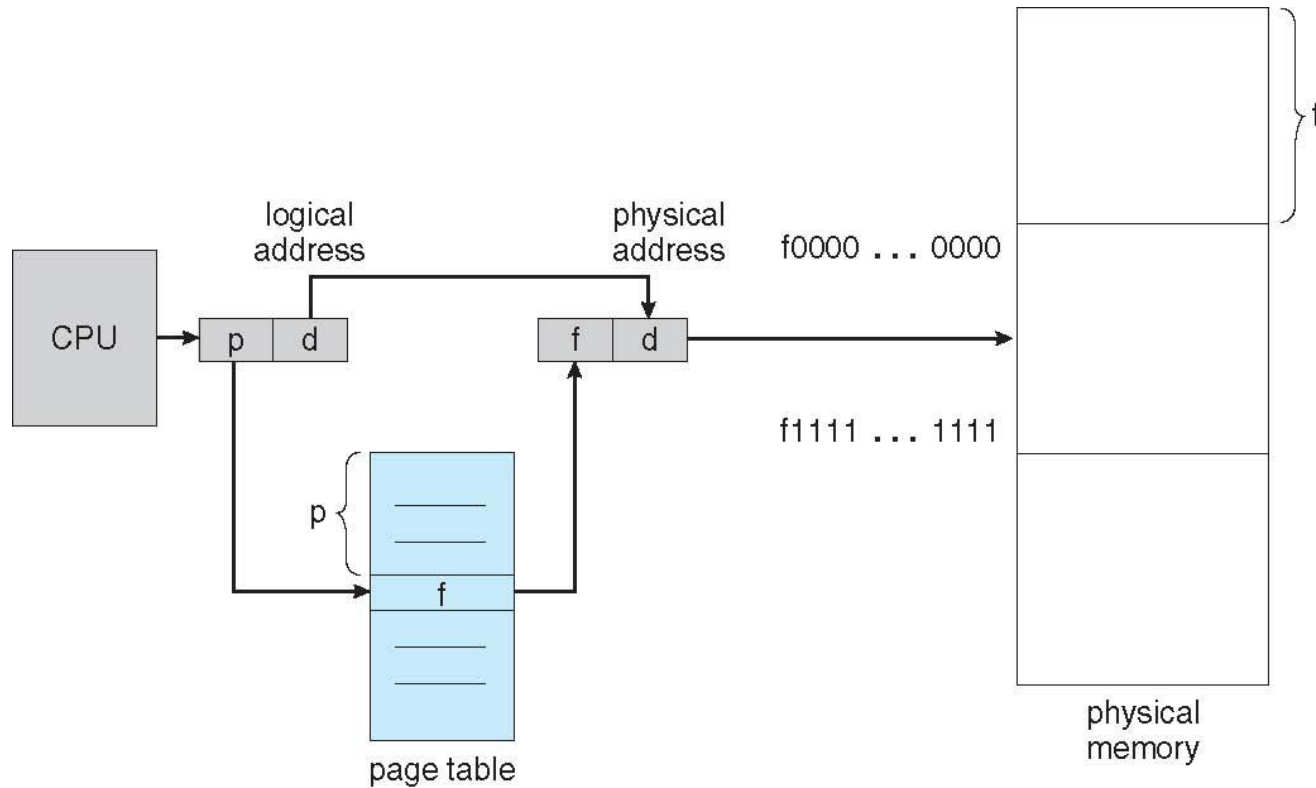 f
logical
address
physical
address
f0000 ... 0000
CPU
p
d
f
d
f1111 ... 1111
p
f
physical
memory
page table